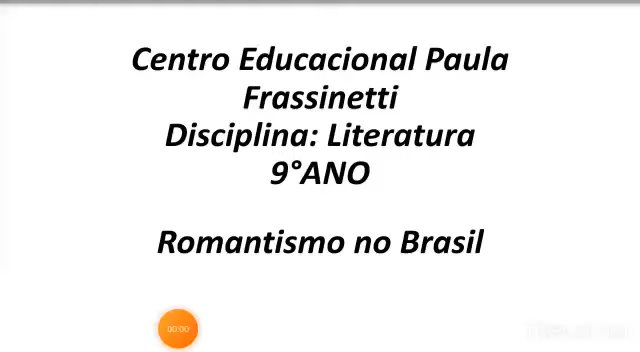 Centro Educacional Paula
Frassinetti
Disciplina: Literatura
9°ANO
Romantismo no Brasil
00:00